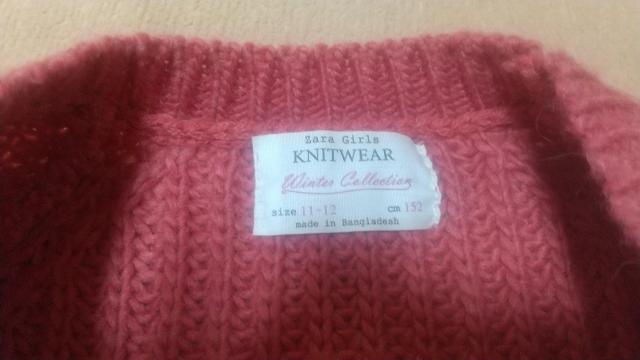 Zara Girls
KNITWEAR
Winter Collection
size 11-12 cm 152
made in Bangladesh